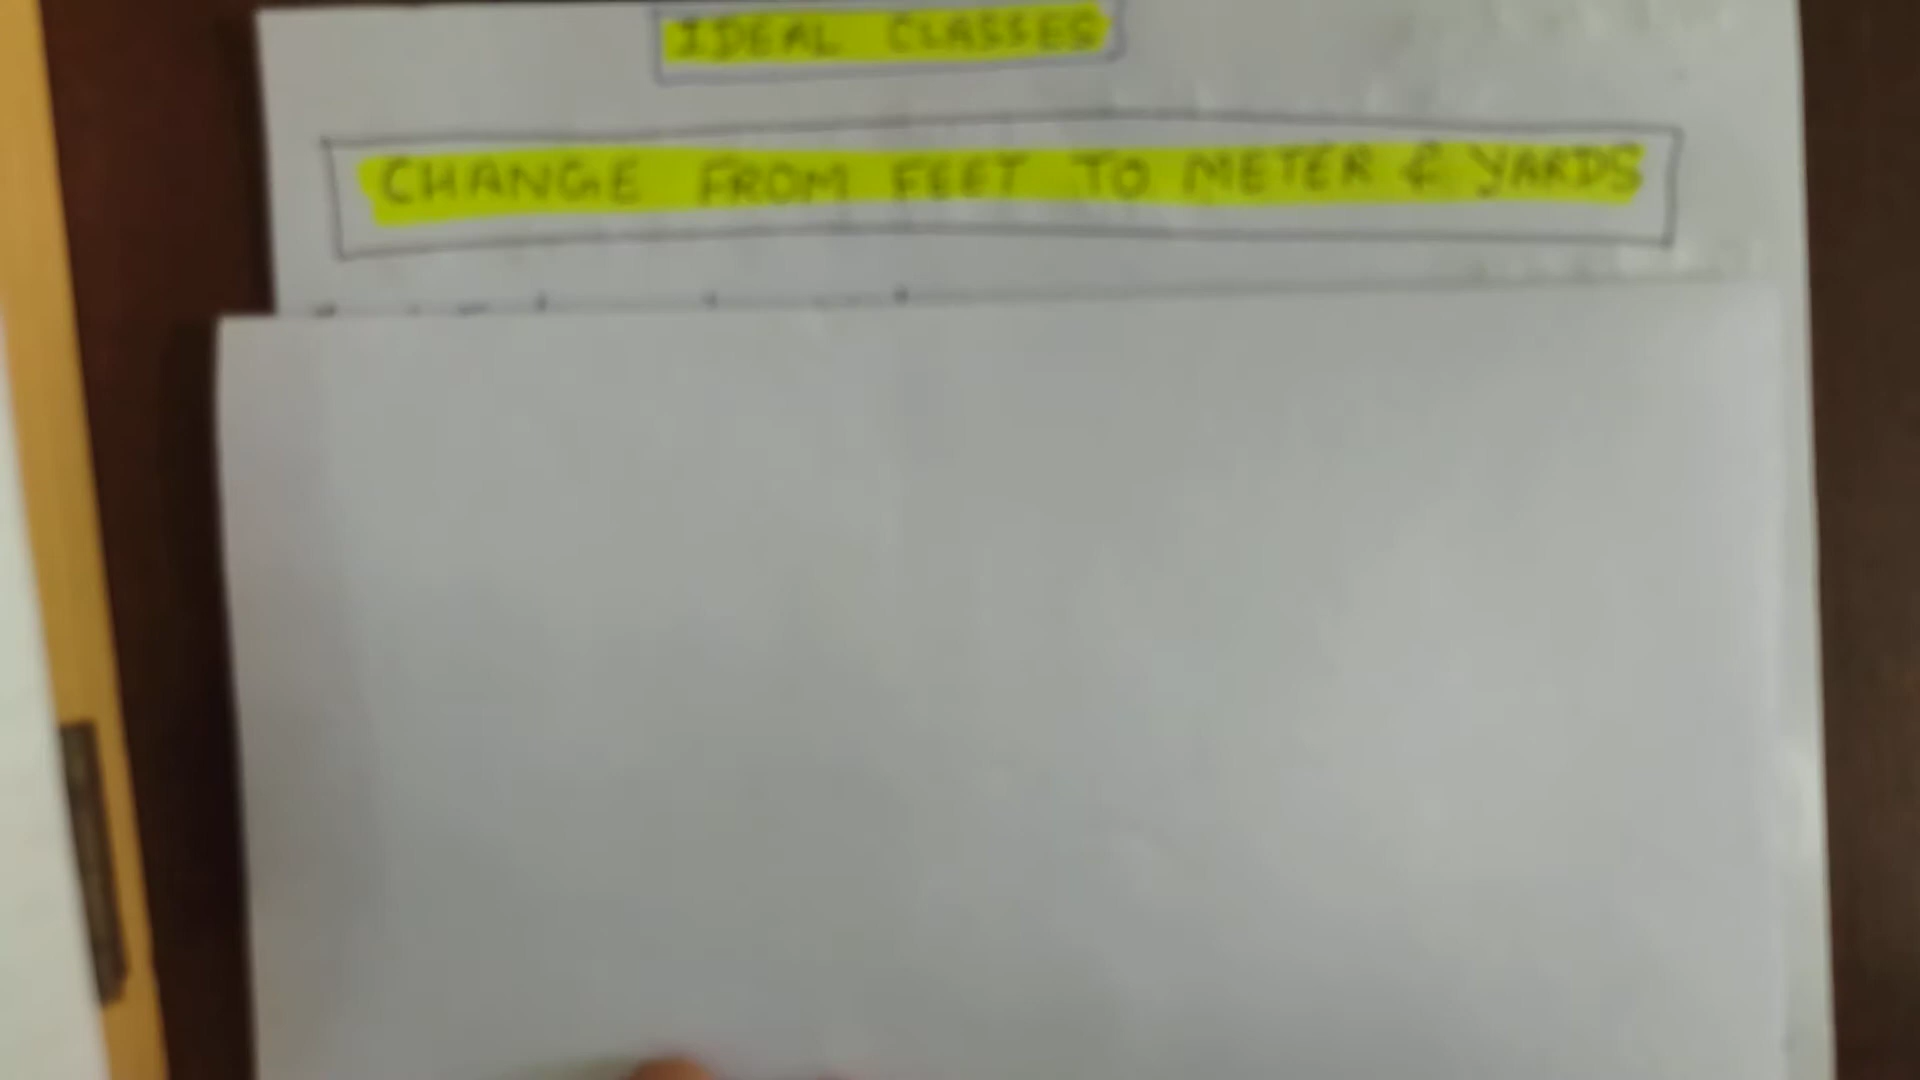 IDEAL CLASSES
CHANGE FROM FEET TO METER & YARDS